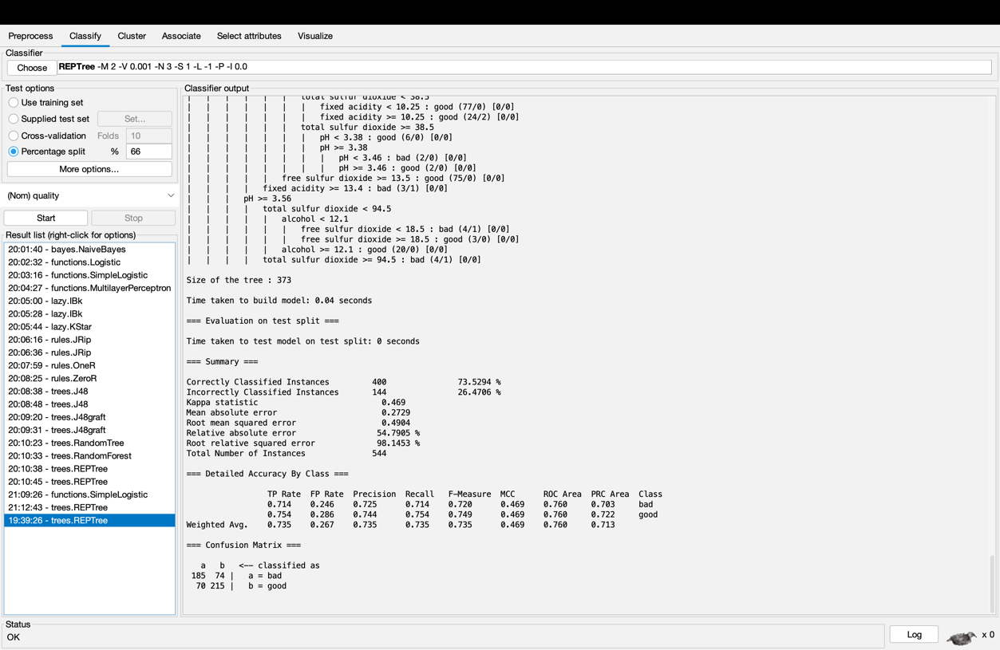 Preprocess Classify Cluster Associate Select attributes Visualize
Classifier
Choose REPTree -M 2 -V 0.001 -N 3 -S 1 -L -1 -P -I 0.0
Test options
Use training set
Supplied test set Set...
Cross-validation Folds 10
Percentage split % 66
More options...
(Nom) quality
Start Stop
Result list (right-click for options)
20:01:40 - bayes.NaiveBayes
20:02:32 - functions.Logistic
20:03:16 - functions.SimpleLogistic
20:04:27 - functions.MultilayerPerceptron
20:05:00 - lazy.IBk
20:05:28 - lazy.IBk
20:05:44 - lazy.KStar
20:06:16 - rules.JRip
20:06:36 - rules.JRip
20:07:59 - rules.OneR
20:08:25 - rules.ZeroR
20:08:38 - trees.J48
20:08:48 - trees.J48
20:09:20 - trees.J48graft
20:09:31 - trees.J48graft
20:10:23 - trees.RandomTree
20:10:33 - trees.RandomForest
20:10:38 - trees.REPTree
20:10:45 - trees.REPTree
21:09:26 - functions.SimpleLogistic
21:12:43 - trees.REPTree
19:39:26 - trees.REPTree
Classifier output
| | | | | | total sulfur dioxide < 38.5
| | | | | | | fixed acidity < 10.25 : good (77/0) [0/0]
| | | | | | | fixed acidity >= 10.25 : good (24/2) [0/0]
| | | | | | total sulfur dioxide >= 38.5
| | | | | | | pH < 3.38 : good (6/0) [0/0]
| | | | | | | pH >= 3.38
| | | | | | | | pH < 3.46 : bad (2/0) [0/0]
| | | | | | | | pH >= 3.46 : good (2/0) [0/0]
| | | | | free sulfur dioxide >= 13.5 : good (75/0) [0/0]
| | | | fixed acidity >= 13.4 : bad (3/1) [0/0]
| | | pH >= 3.56
| | | | total sulfur dioxide < 94.5
| | | | | alcohol < 12.1
| | | | | | free sulfur dioxide < 18.5 : bad (4/1) [0/0]
| | | | | | free sulfur dioxide >= 18.5 : good (3/0) [0/0]
| | | | | alcohol >= 12.1 : good (20/0) [0/0]
| | | | total sulfur dioxide >= 94.5 : bad (4/1) [0/0]
Size of the tree : 373
Time taken to build model: 0.04 seconds
=== Evaluation on test split ===
Time taken to test model on test split: 0 seconds
=== Summary ===
Correctly Classified Instances 400 73.5294 %
Incorrectly Classified Instances 144 26.4706 %
Kappa statistic 0.469
Mean absolute error 0.2729
Root mean squared error 0.4904
Relative absolute error 54.7905 %
Root relative squared error 98.1453 %
Total Number of Instances 544
=== Detailed Accuracy By Class ===
TP Rate FP Rate Precision Recall F-Measure MCC ROC Area PRC Area Class
0.714 0.246 0.725 0.714 0.720 0.469 0.760 0.703 bad
0.754 0.286 0.744 0.754 0.749 0.469 0.760 0.722 good
Weighted Avg. 0.735 0.267 0.735 0.735 0.735 0.469 0.760 0.713
=== Confusion Matrix ===
a b <-- classified as
185 74 | a = bad
70 215 | b = good
Status
OK
Log x 0